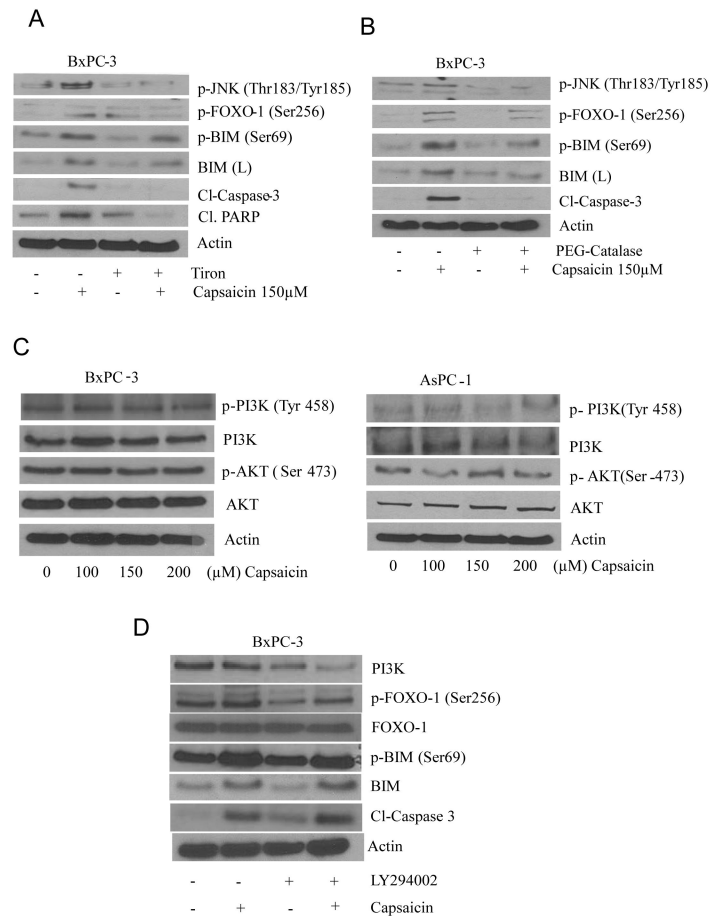 A
BxPC-3
p-JNK (Thr183/Tyr185)
p-FOXO-1 (Ser256)
p-BIM (Ser69)
BIM (L)
Cl-Caspase-3
Cl. PARP
Actin
- - + + Tiron
- + - + Capsaicin 150µM
B
BxPC-3
p-JNK (Thr183/Tyr185)
p-FOXO-1 (Ser256)
p-BIM (Ser69)
BIM (L)
Cl-Caspase-3
Actin
- - + + PEG-Catalase
- + - + Capsaicin 150µM
C
BxPC-3
p-PI3K (Tyr 458)
PI3K
p-AKT ( Ser 473)
AKT
Actin
0 100 150 200 (µM) Capsaicin
AsPC-1
p- PI3K(Tyr 458)
PI3K
p- AKT(Ser-473)
AKT
Actin
0 100 150 200 (µM) Capsaicin
D
BxPC-3
PI3K
p-FOXO-1 (Ser256)
FOXO-1
p-BIM (Ser69)
BIM
Cl-Caspase 3
Actin
- - + + LY294002
- + - + Capsaicin